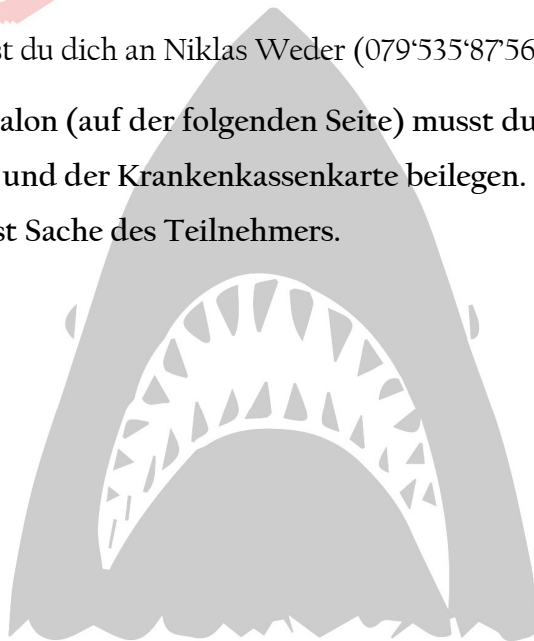 st du dich an Niklas Weder (079‘535‘87’56
alon (auf der folgenden Seite) musst du
und der Krankenkassenkarte beilegen.
st Sache des Teilnehmers.